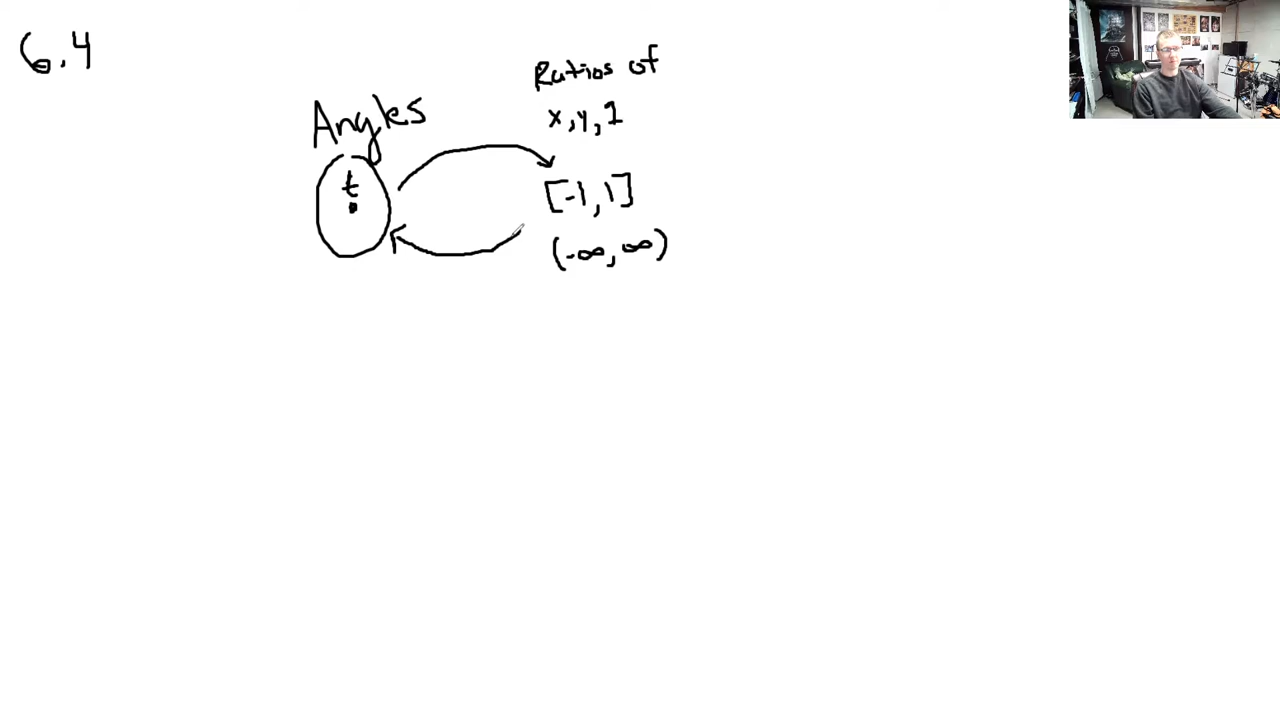 6.4
Ratios of
x, y, 1
Angles
t
[-1, 1]
(-∞, ∞)